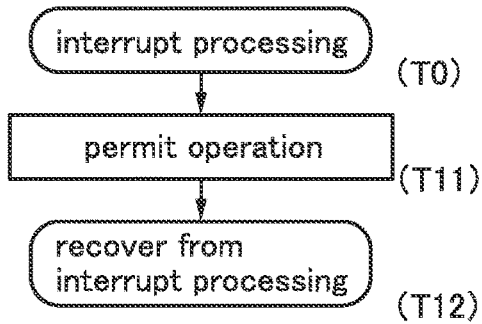 interrupt processing
(T0)
permit operation
(T11)
recover from
interrupt processing
(T12)